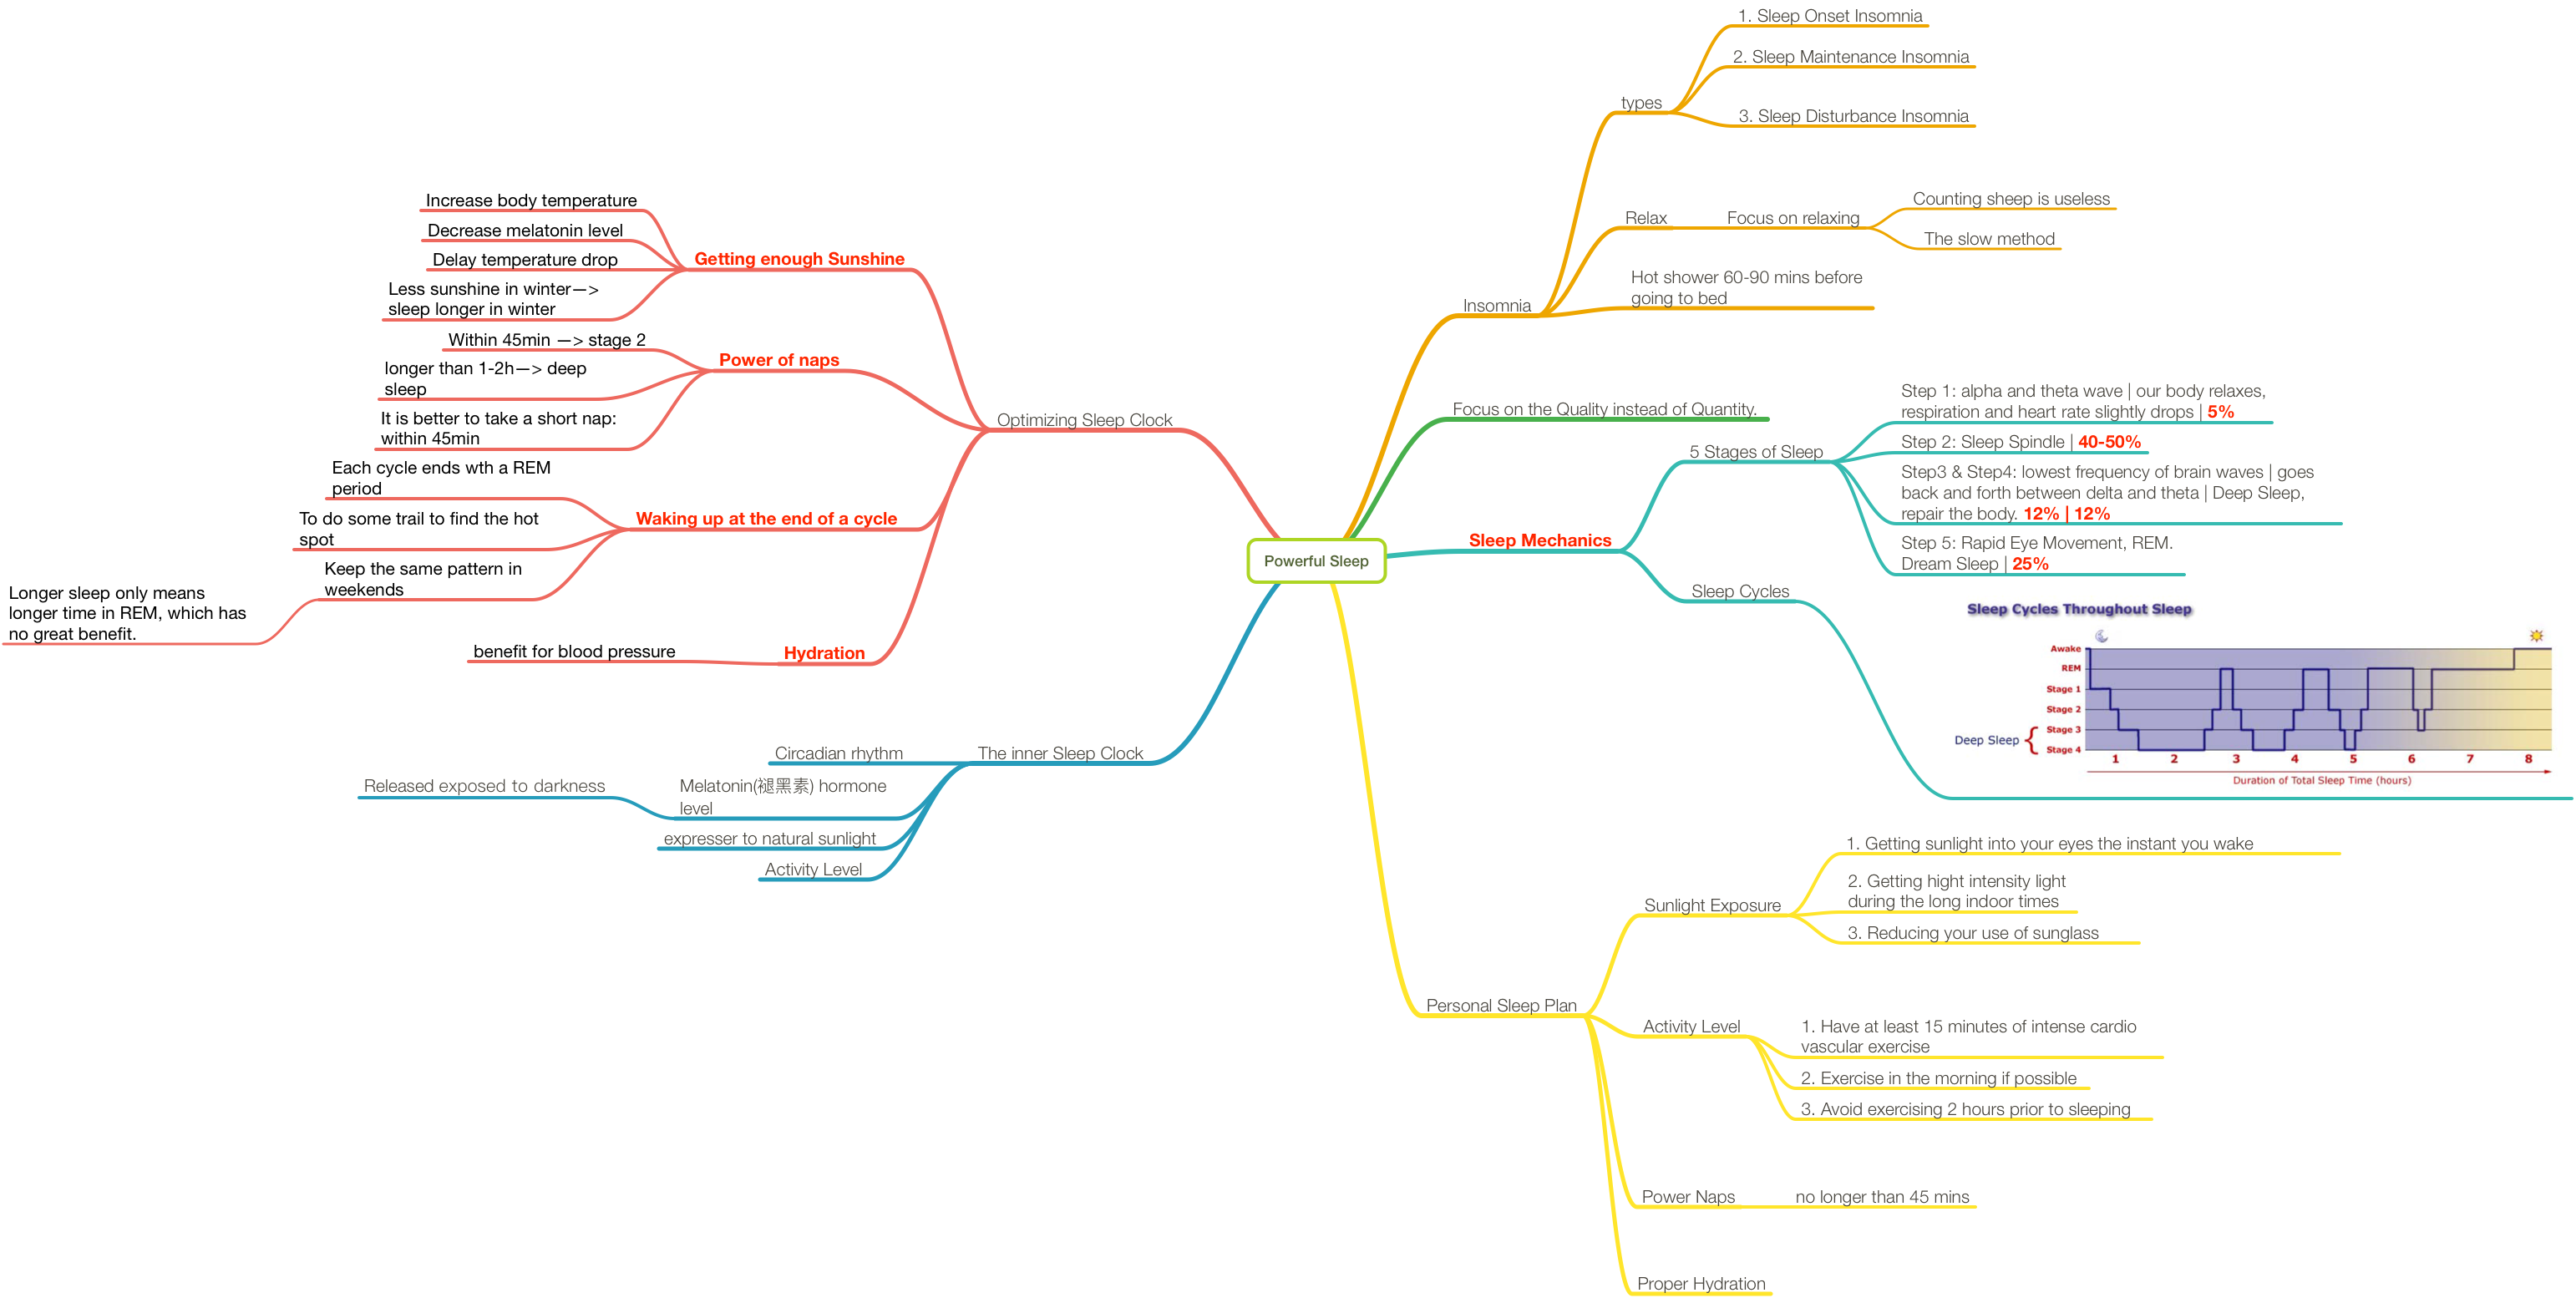 Powerful Sleep
Insomnia
types
1. Sleep Onset Insomnia
2. Sleep Maintenance Insomnia
3. Sleep Disturbance Insomnia
Relax
Focus on relaxing
Counting sheep is useless
The slow method
Hot shower 60-90 mins before
going to bed
Focus on the Quality instead of Quantity.
Sleep Mechanics
5 Stages of Sleep
Step 1: alpha and theta wave | our body relaxes,
respiration and heart rate slightly drops | 5%
Step 2: Sleep Spindle | 40-50%
Step3 & Step4: lowest frequency of brain waves | goes
back and forth between delta and theta | Deep Sleep,
repair the body. 12% | 12%
Step 5: Rapid Eye Movement, REM.
Dream Sleep | 25%
Sleep Cycles
Sleep Cycles Throughout Sleep
Awake
REM
Stage 1
Stage 2
Stage 3
Stage 4
Deep Sleep
1 2 3 4 5 6 7 8
Duration of Total Sleep Time (hours)
Personal Sleep Plan
Sunlight Exposure
1. Getting sunlight into your eyes the instant you wake
2. Getting hight intensity light
during the long indoor times
3. Reducing your use of sunglass
Activity Level
1. Have at least 15 minutes of intense cardio
vascular exercise
2. Exercise in the morning if possible
3. Avoid exercising 2 hours prior to sleeping
Power Naps
no longer than 45 mins
Proper Hydration
Optimizing Sleep Clock
Getting enough Sunshine
Increase body temperature
Decrease melatonin level
Delay temperature drop
Less sunshine in winter—>
sleep longer in winter
Power of naps
Within 45min —> stage 2
longer than 1-2h—> deep
sleep
It is better to take a short nap:
within 45min
Waking up at the end of a cycle
Each cycle ends wth a REM
period
To do some trail to find the hot
spot
Keep the same pattern in
weekends
Longer sleep only means
longer time in REM, which has
no great benefit.
Hydration
benefit for blood pressure
The inner Sleep Clock
Circadian rhythm
Melatonin(褪黑素) hormone
level
Released exposed to darkness
expresser to natural sunlight
Activity Level